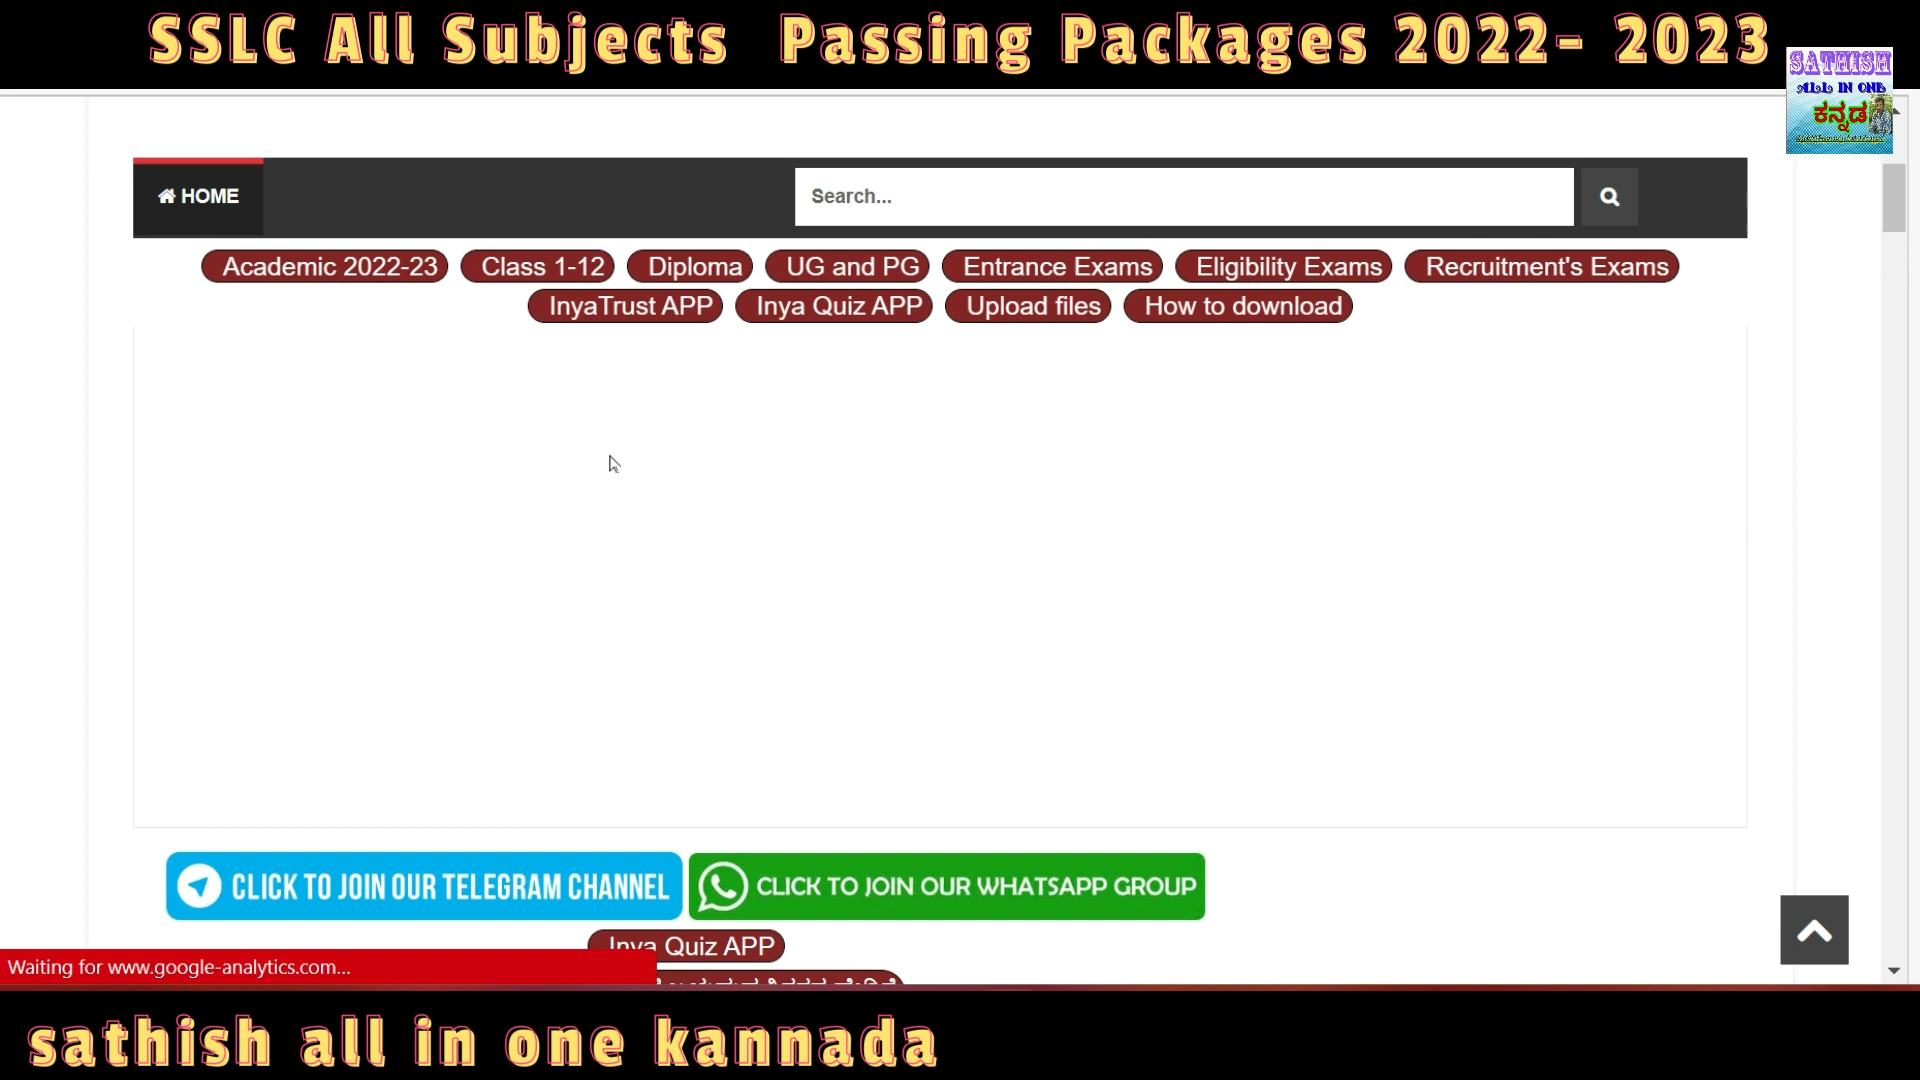 SSLC All Subjects Passing Packages 2022- 2023
SATHISH
ALL IN ONE
ಕನ್ನಡ
HOME
Search...
Academic 2022-23 Class 1-12 Diploma UG and PG Entrance Exams Eligibility Exams Recruitment's Exams
InyaTrust APP Inya Quiz APP Upload files How to download
CLICK TO JOIN OUR TELEGRAM CHANNEL CLICK TO JOIN OUR WHATSAPP GROUP
Inya Quiz APP
Waiting for www.google-analytics.com...
sathish all in one kannada